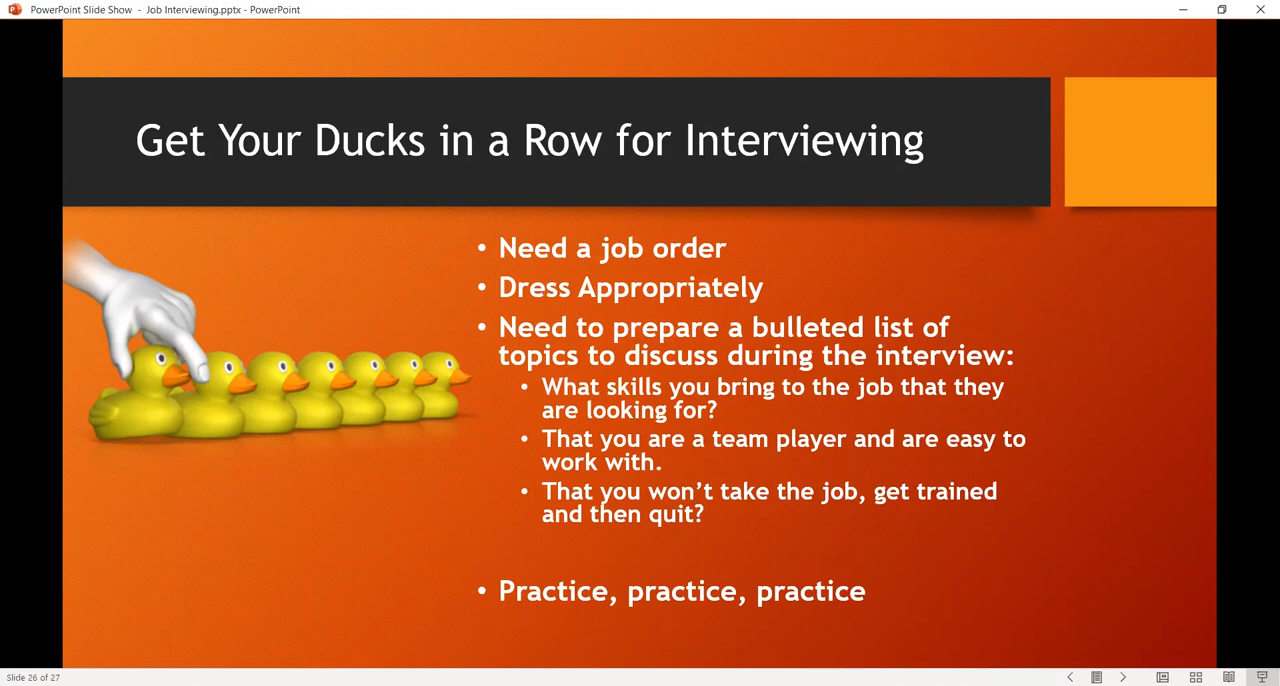 PowerPoint Slide Show - Job Interviewing.pptx - PowerPoint
Get Your Ducks in a Row for Interviewing
• Need a job order
• Dress Appropriately
• Need to prepare a bulleted list of
topics to discuss during the interview:
• What skills you bring to the job that they
are looking for?
• That you are a team player and are easy to
work with.
• That you won’t take the job, get trained
and then quit?
• Practice, practice, practice
Slide 26 of 27